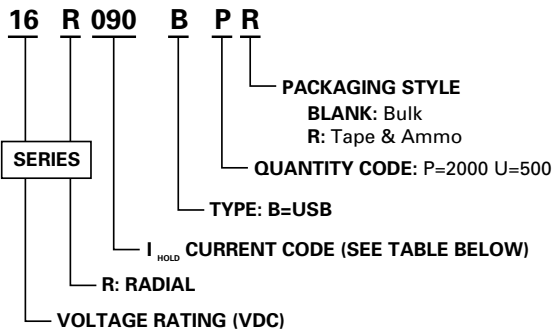 16 R 090 B P R
PACKAGING STYLE
BLANK: Bulk
R: Tape & Ammo
SERIES
QUANTITY CODE: P=2000 U=500
TYPE: B=USB
I HOLD CURRENT CODE (SEE TABLE BELOW)
R: RADIAL
VOLTAGE RATING (VDC)